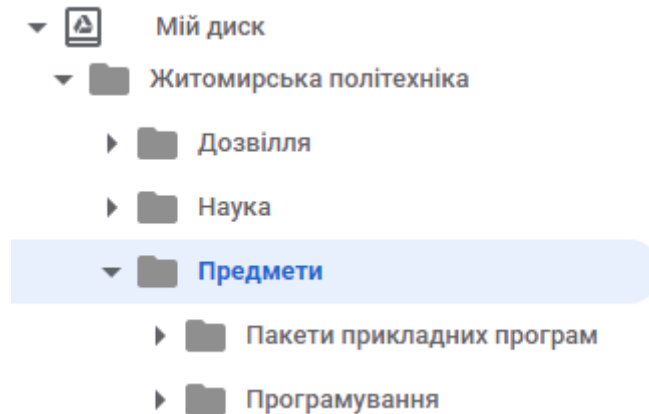 Мій диск
Житомирська політехніка
Дозвілля
Наука
Предмети
Пакети прикладних програм
Програмування